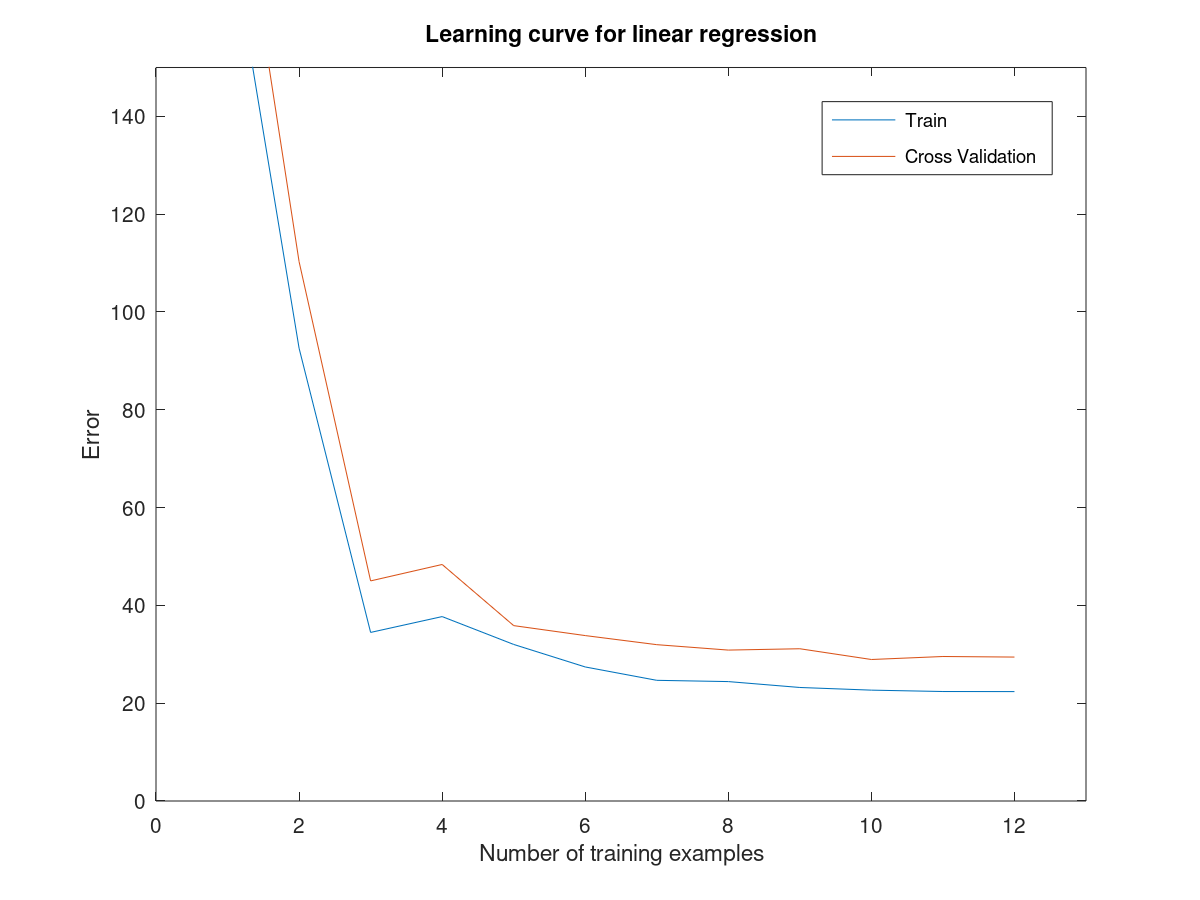 Learning curve for linear regression
Train
Cross Validation
140
120
100
80
60
40
20
0
Error
0 2 4 6 8 10 12
Number of training examples